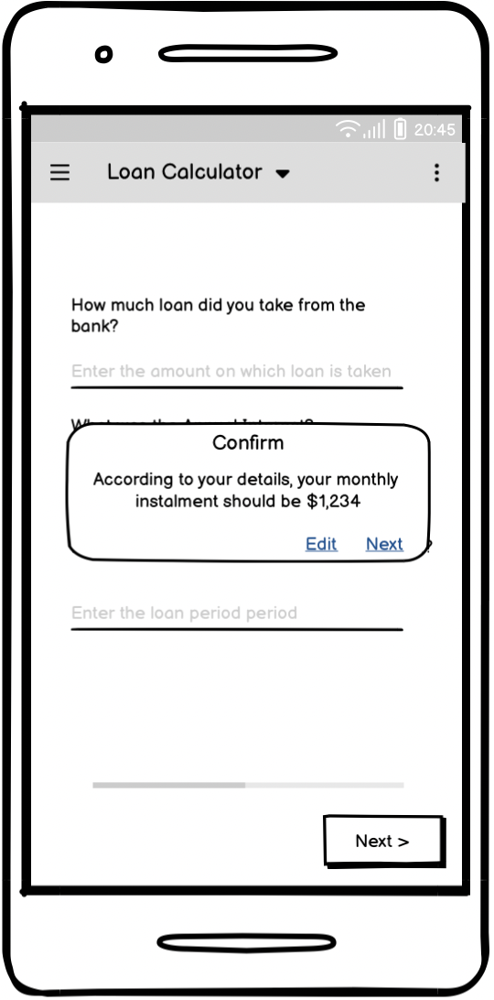 20:45
Loan Calculator
How much loan did you take from the
bank?
Enter the amount on which loan is taken
Confirm
According to your details, your monthly
instalment should be $1,234
Edit Next
?
Enter the loan period period
Next >